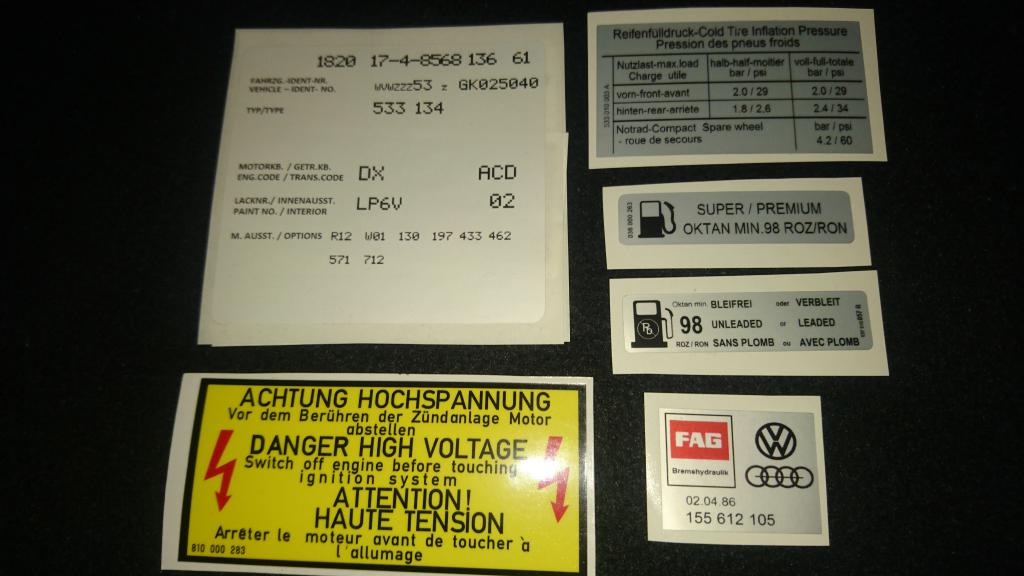 1820 17-4-8568 136 61
FAHRZG.-IDENT-NR.
VEHICLE – IDENT- NO. WVWZZZ53 z GK025040
TYP/TYPE 533 134
MOTORKB. / GETR.KB.
ENG.CODE / TRANS.CODE DX ACD
LACKNR./ INNENAUSST.
PAINT NO. / INTERIOR LP6V 02
M. AUSST. / OPTIONS R12 W01 130 197 433 462
571 712
Reifenfülldruck-Cold Tire Inflation Pressure
Pression des pneus froids
Nutzlast-max.load halb-half-moitier voll-full-totale
Charge utile bar / psi bar / psi
vorn-front-avant 2.0 / 29 2.0 / 29
hinten-rear-arriéte 1.8 / 2.6 2.4 / 34
Notrad-Compact Spare wheel bar / psi
- roue de secours 4.2 / 60
SUPER / PREMIUM
OKTAN MIN.98 ROZ/RON
Oktan min. BLEIFREI oder VERBLEIT
98 UNLEADED or LEADED
ROZ / RON SANS PLOMB ou AVEC PLOMB
ACHTUNG HOCHSPANNUNG
Vor dem Berühren der Zündanlage Motor
abstellen
DANGER HIGH VOLTAGE
Switch off engine before touching
ignition system
ATTENTION!
HAUTE TENSION
Arrêter le moteur avant de toucher à
l'allumage
810 000 283
FAG
Bremshydraulik
02.04.86
155 612 105